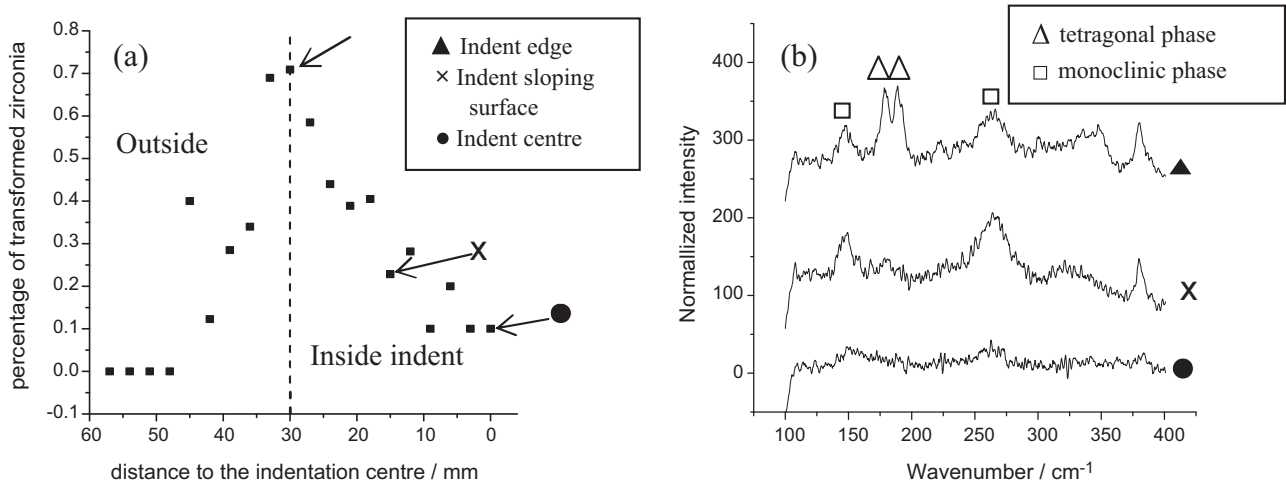 (a)
Outside
Inside indent
X
▲ Indent edge
× Indent sloping
surface
● Indent centre
0.8
0.7
0.6
0.5
0.4
0.3
0.2
0.1
0.0
-0.1
60 50 40 30 20 10 0
percentage of transformed zirconia
distance to the indentation centre / mm
(b)
△ tetragonal phase
□ monoclinic phase
400
300
200
100
0
X
100 150 200 250 300 350 400
Normallized intensity
Wavenumber / cm-1